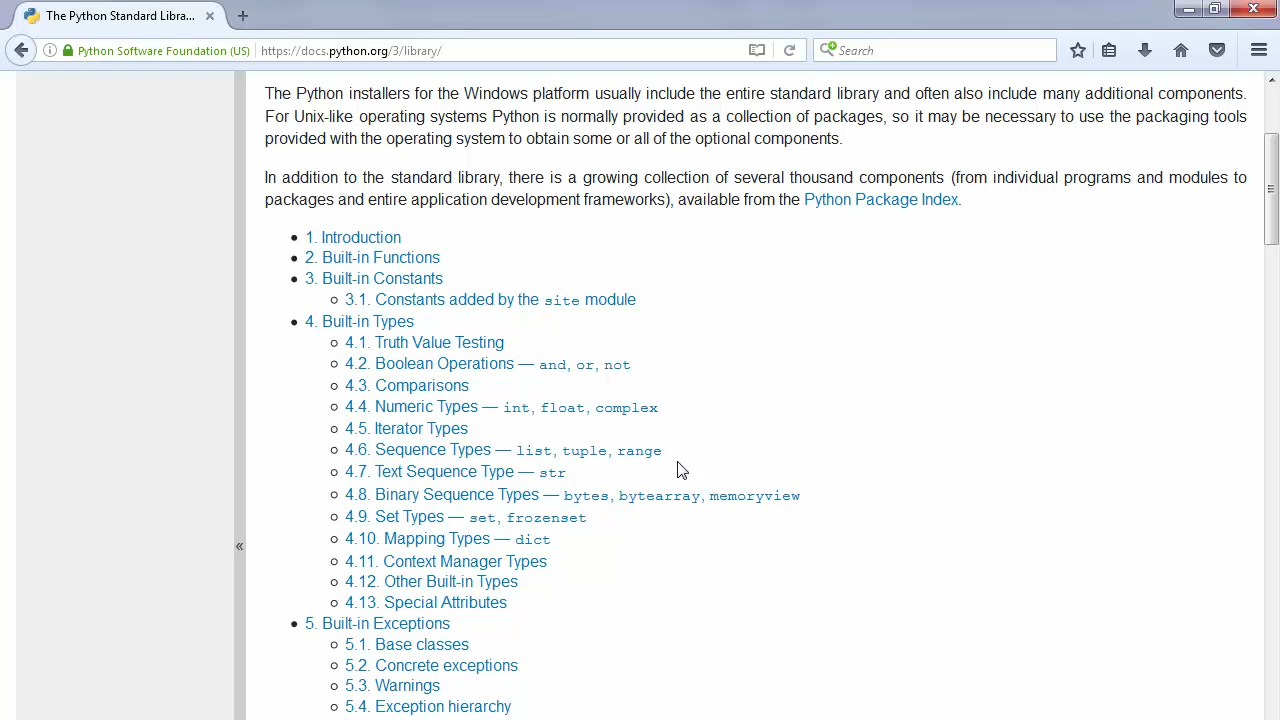 The Python Standard Libra...
Python Software Foundation (US)
https://docs.python.org/3/library/
Search
The Python installers for the Windows platform usually include the entire standard library and often also include many additional components.
For Unix-like operating systems Python is normally provided as a collection of packages, so it may be necessary to use the packaging tools
provided with the operating system to obtain some or all of the optional components.
In addition to the standard library, there is a growing collection of several thousand components (from individual programs and modules to
packages and entire application development frameworks), available from the Python Package Index.
1. Introduction
2. Built-in Functions
3. Built-in Constants
3.1. Constants added by the site module
4. Built-in Types
4.1. Truth Value Testing
4.2. Boolean Operations — and, or, not
4.3. Comparisons
4.4. Numeric Types — int, float, complex
4.5. Iterator Types
4.6. Sequence Types — list, tuple, range
4.7. Text Sequence Type — str
4.8. Binary Sequence Types — bytes, bytearray, memoryview
4.9. Set Types — set, frozenset
4.10. Mapping Types — dict
4.11. Context Manager Types
4.12. Other Built-in Types
4.13. Special Attributes
5. Built-in Exceptions
5.1. Base classes
5.2. Concrete exceptions
5.3. Warnings
5.4. Exception hierarchy